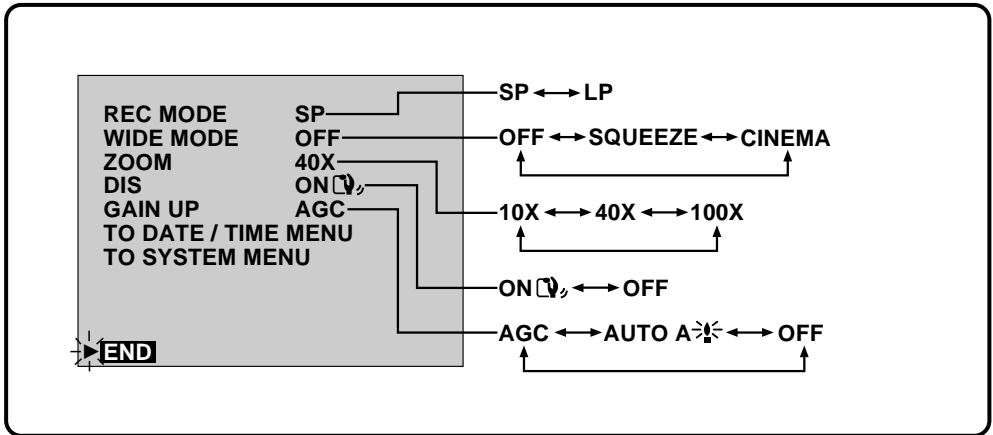 REC MODE SP
WIDE MODE OFF
ZOOM 40X
DIS ON
GAIN UP AGC
TO DATE / TIME MENU
TO SYSTEM MENU
END
SP LP
OFF SQUEEZE CINEMA
10X 40X 100X
ON OFF
AGC AUTO A OFF